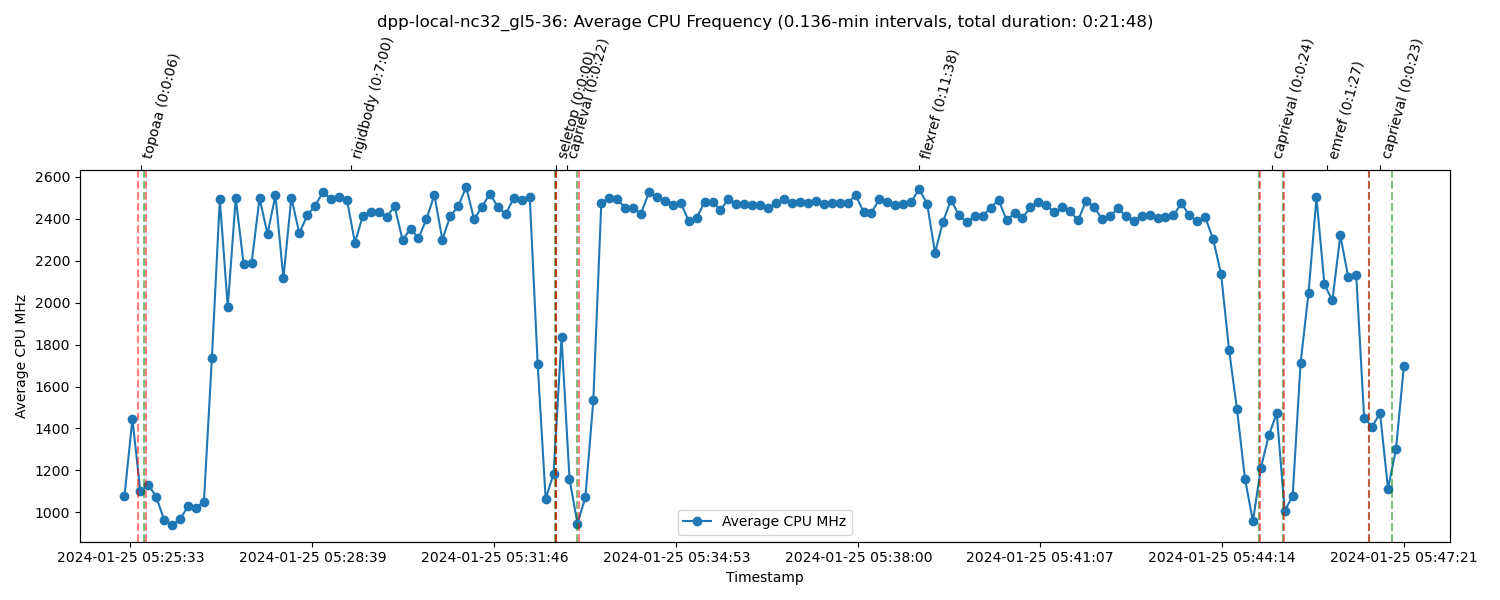 dpp-local-nc32_gl5-36: Average CPU Frequency (0.136-min intervals, total duration: 0:21:48)
topoaa (0:0:06)
rigidbody (0:7:00)
seletop (0:0:00)
caprieval (0:0:22)
flexref (0:11:38)
caprieval (0:0:24)
emref (0:1:27)
caprieval (0:0:23)
Average CPU MHz
2600
2400
2200
2000
1800
1600
1400
1200
1000
Average CPU MHz
2024-01-25 05:25:33
2024-01-25 05:28:39
2024-01-25 05:31:46
2024-01-25 05:34:53
2024-01-25 05:38:00
2024-01-25 05:41:07
2024-01-25 05:44:14
2024-01-25 05:47:21
Timestamp